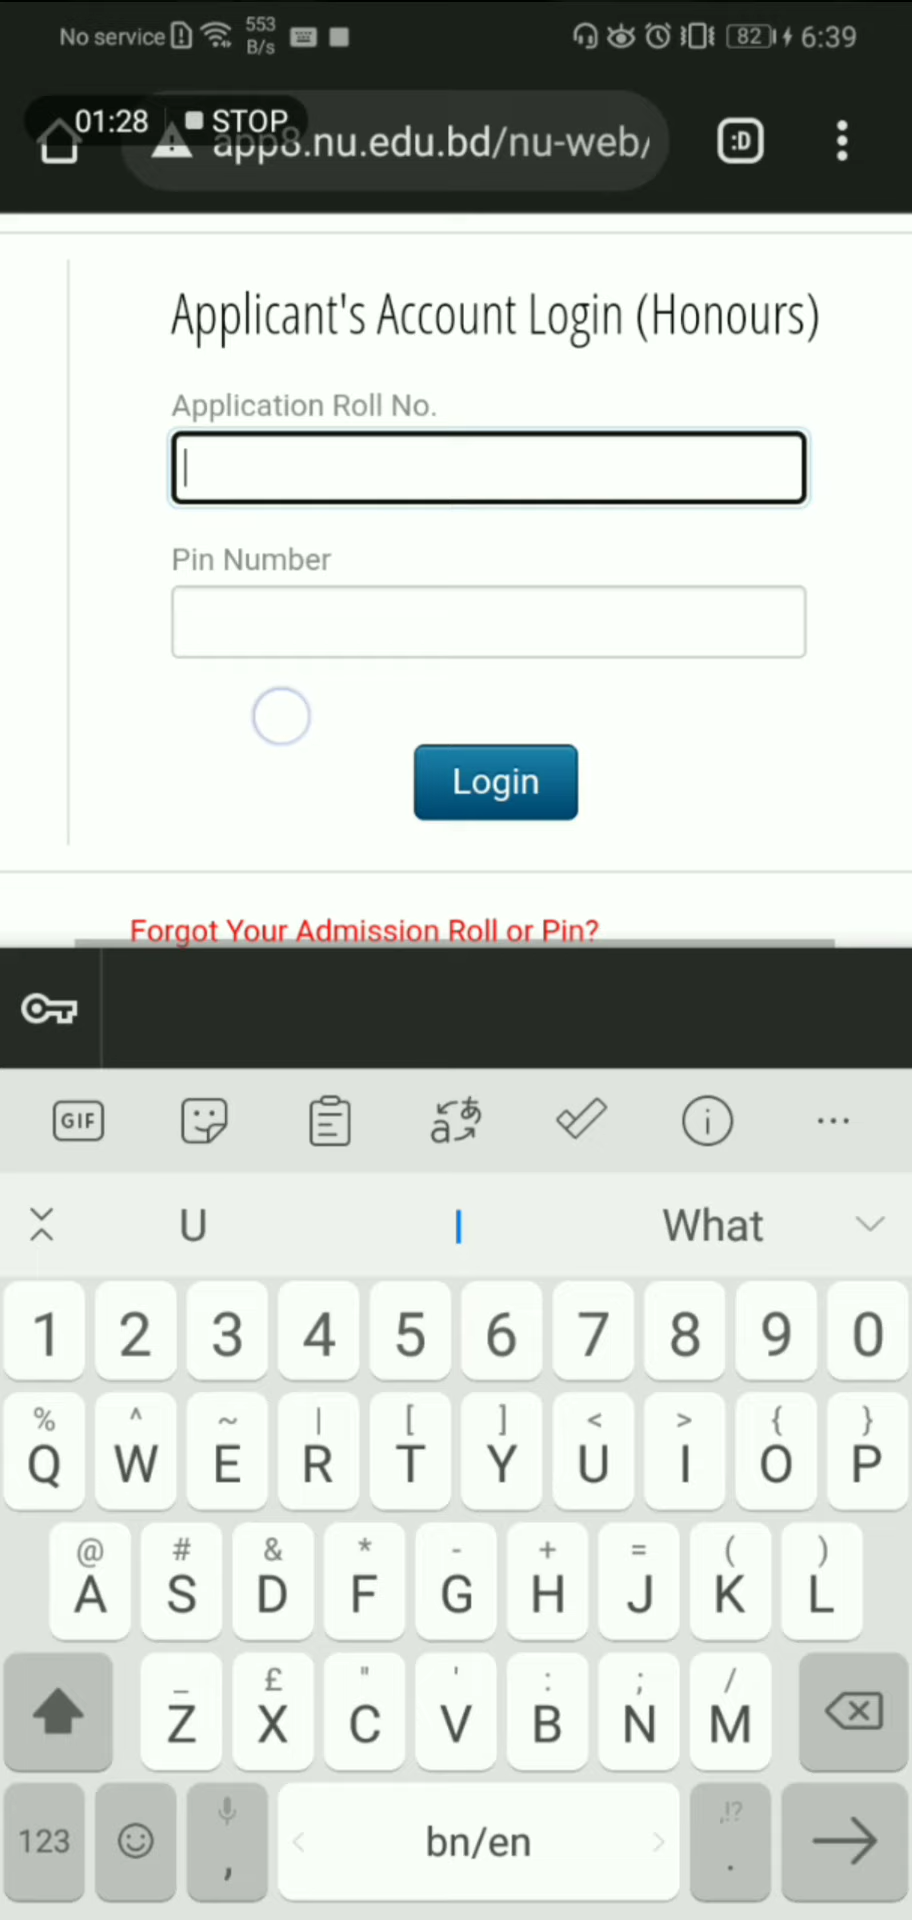 No service 553 B/s 82 6:39
01:28 STOP
app8.nu.edu.bd/nu-web/ :D
Applicant's Account Login (Honours)
Application Roll No.
Pin Number
Login
Forgot Your Admission Roll or Pin?
GIF aあ i ...
U I What
1 2 3 4 5 6 7 8 9 0
% ^ ~ | [ ] < > { }
Q W E R T Y U I O P
@ # & * - + = ( )
A S D F G H J K L
_ £ " ' : ; /
Z X C V B N M
,!?
123 , bn/en .